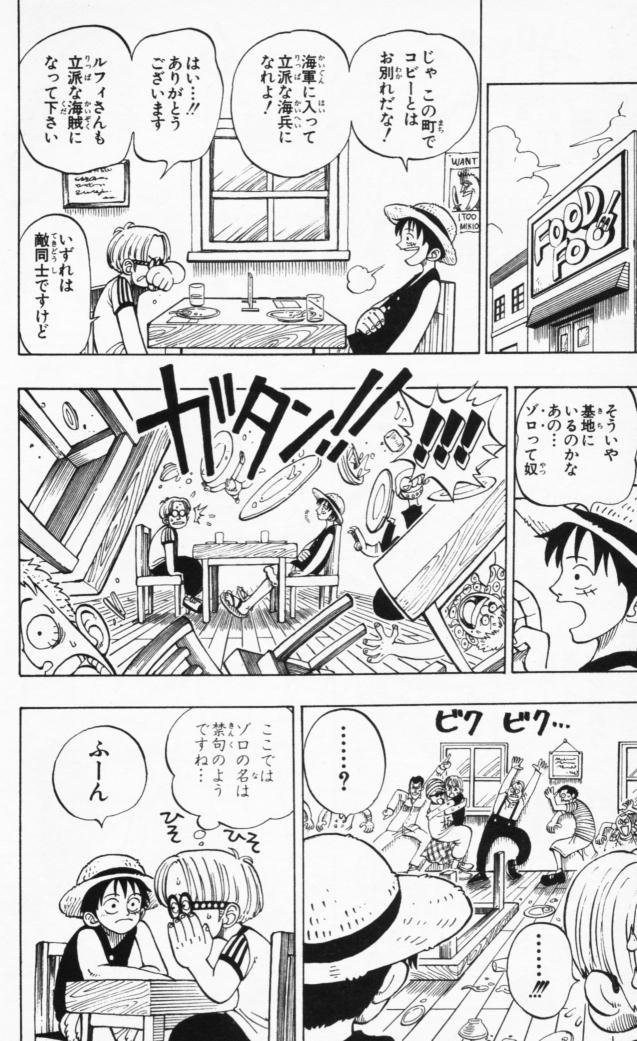 FOOD
FOO
じゃ この町で
コビーとは
お別れだな!
海軍に入って
立派な海兵に
なれよ!
はい…!!
ありがとう
ございます
ルフィさんも
立派な海賊に
なって下さい
いずれは
敵同士ですけど
WANT
I TOO
MIKIO
そういや
基地に
いるのかな
あの…
ゾロって奴
!!!
ガタン!!
ビク ビク…
………?
………!!!
ここでは
ゾロの名は
禁句のよう
ですね…
ひそ
ひそ
ふーん